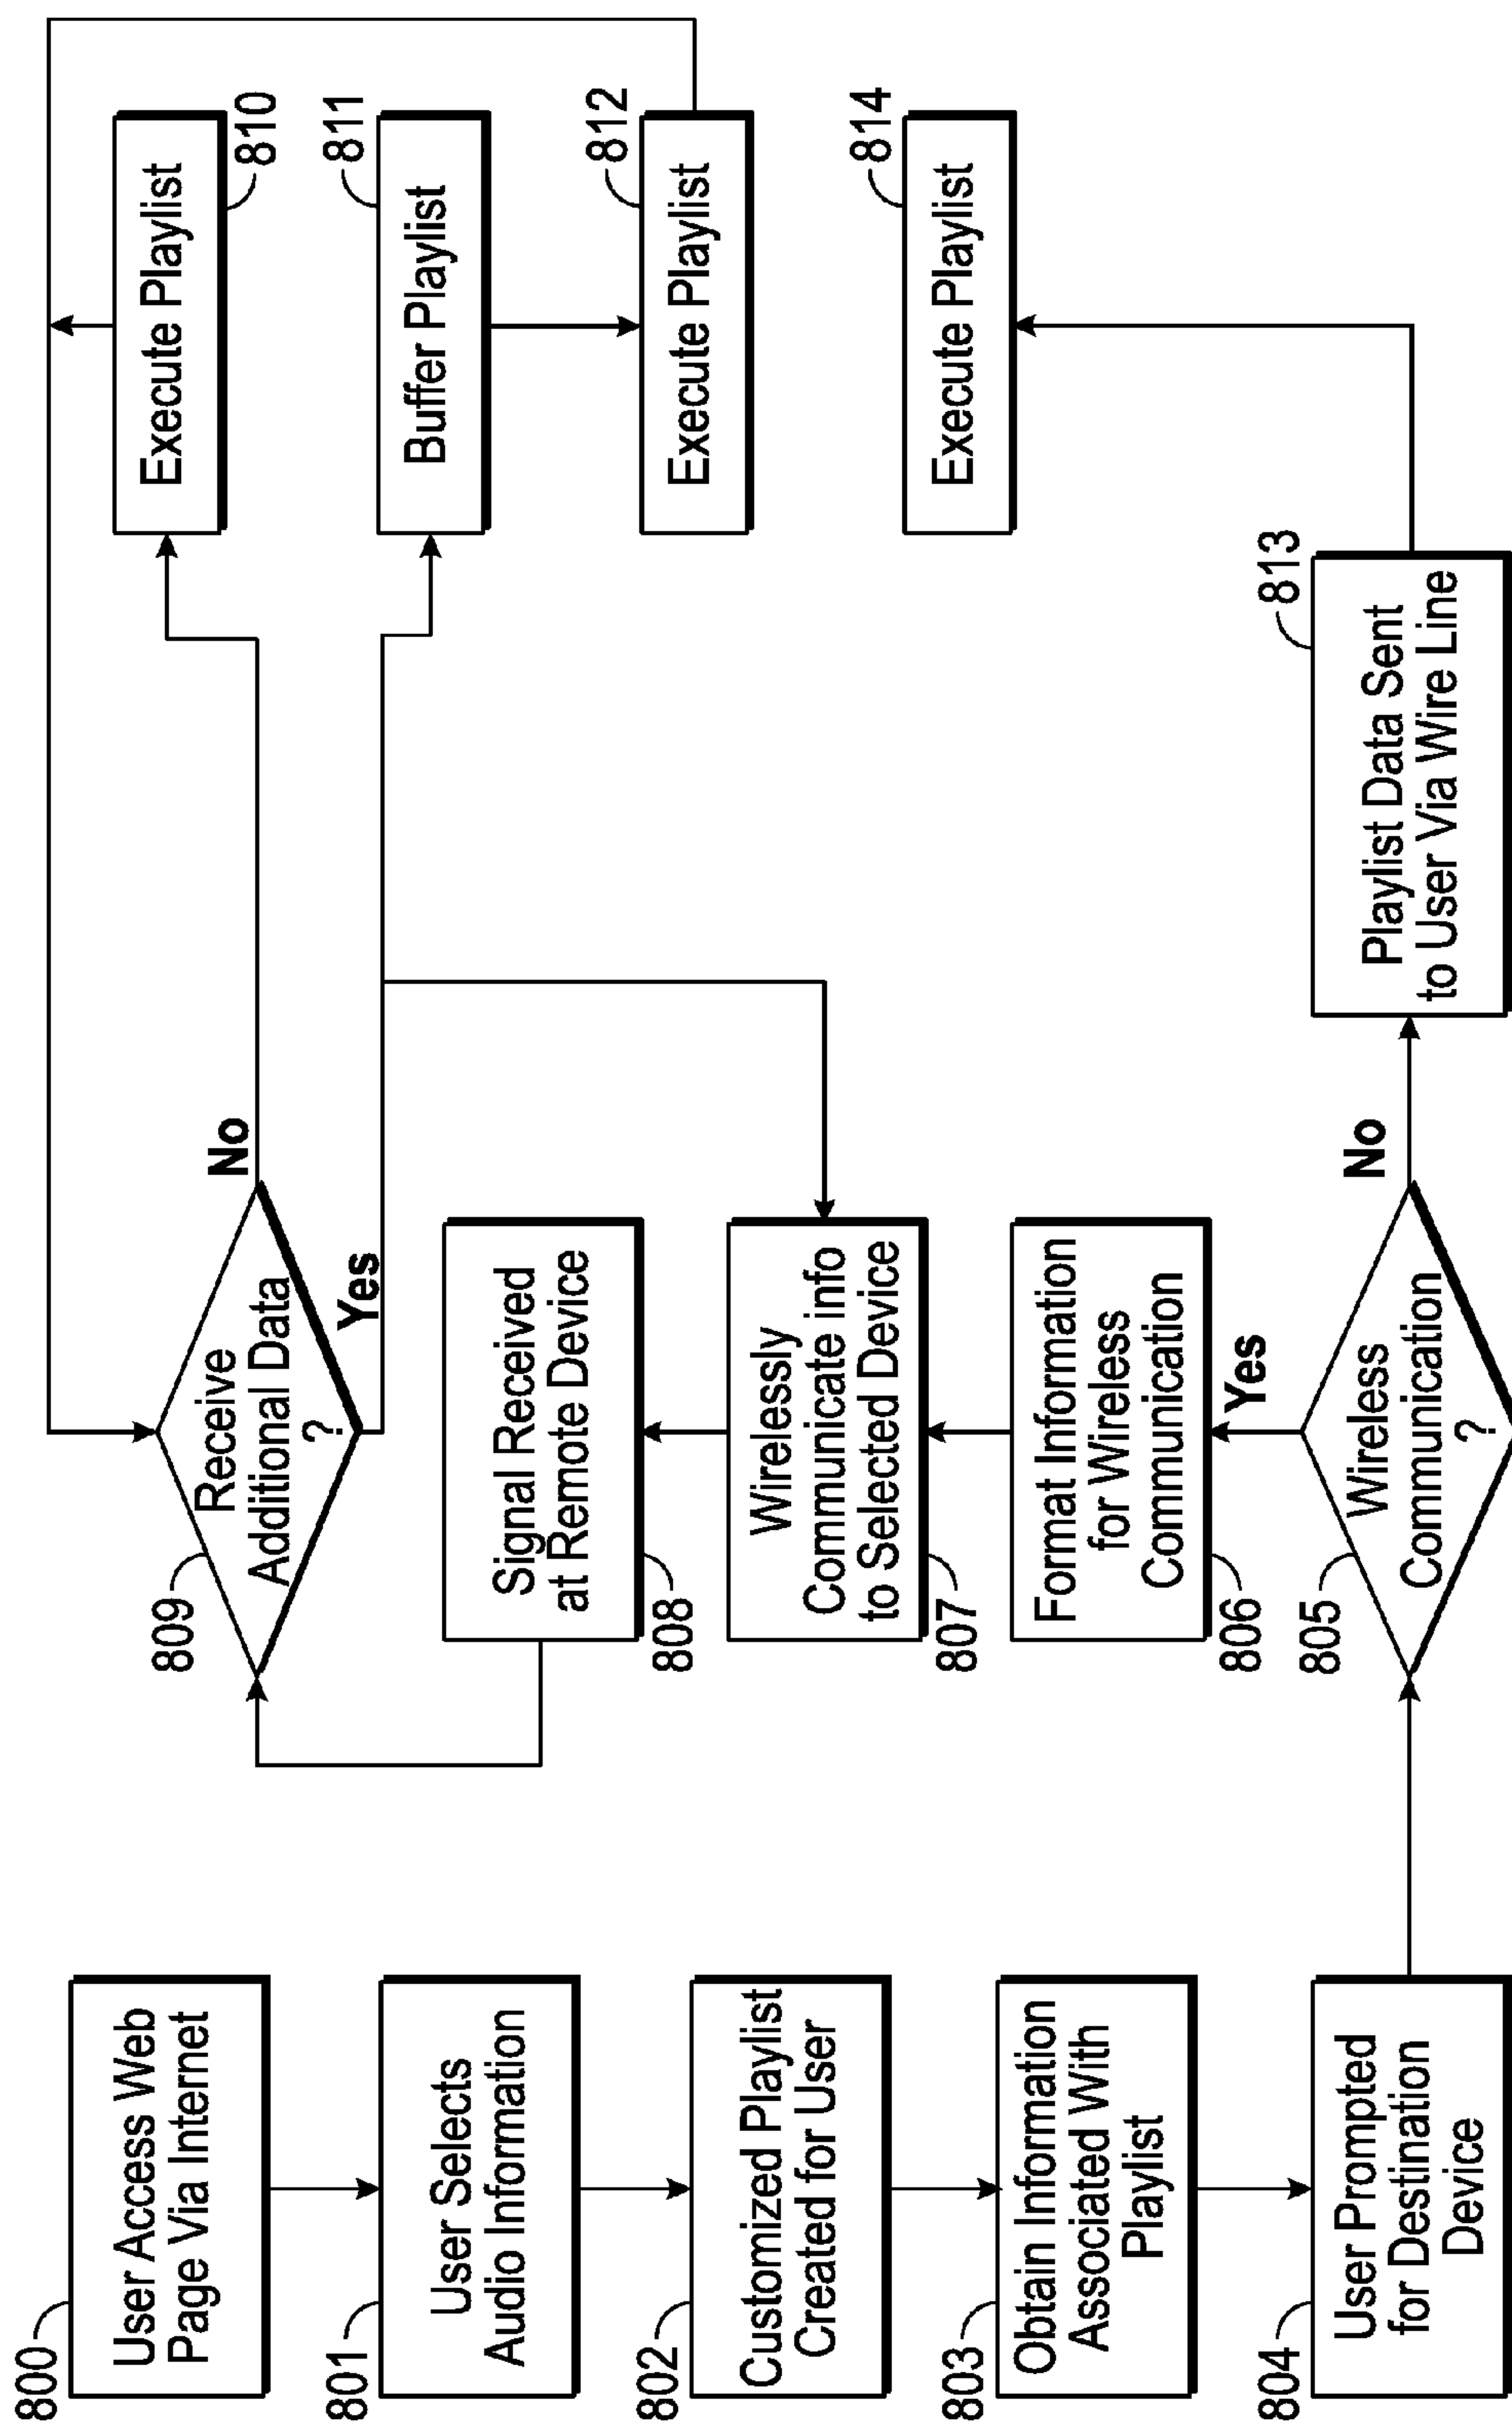 800
User Access Web
Page Via Internet
801
User Selects
Audio Information
802
Customized Playlist
Created for User
803
Obtain Information
Associated With
Playlist
804
User Prompted
for Destination
Device
805
Wireless
Communication
?
Yes
No
806
Format Information
for Wireless
Communication
807
Wirelessly
Communicate info
to Selected Device
808
Signal Received
at Remote Device
809
Receive
Additional Data
?
No
Yes
810
Execute Playlist
811
Buffer Playlist
812
Execute Playlist
813
Playlist Data Sent
to User Via Wire Line
814
Execute Playlist